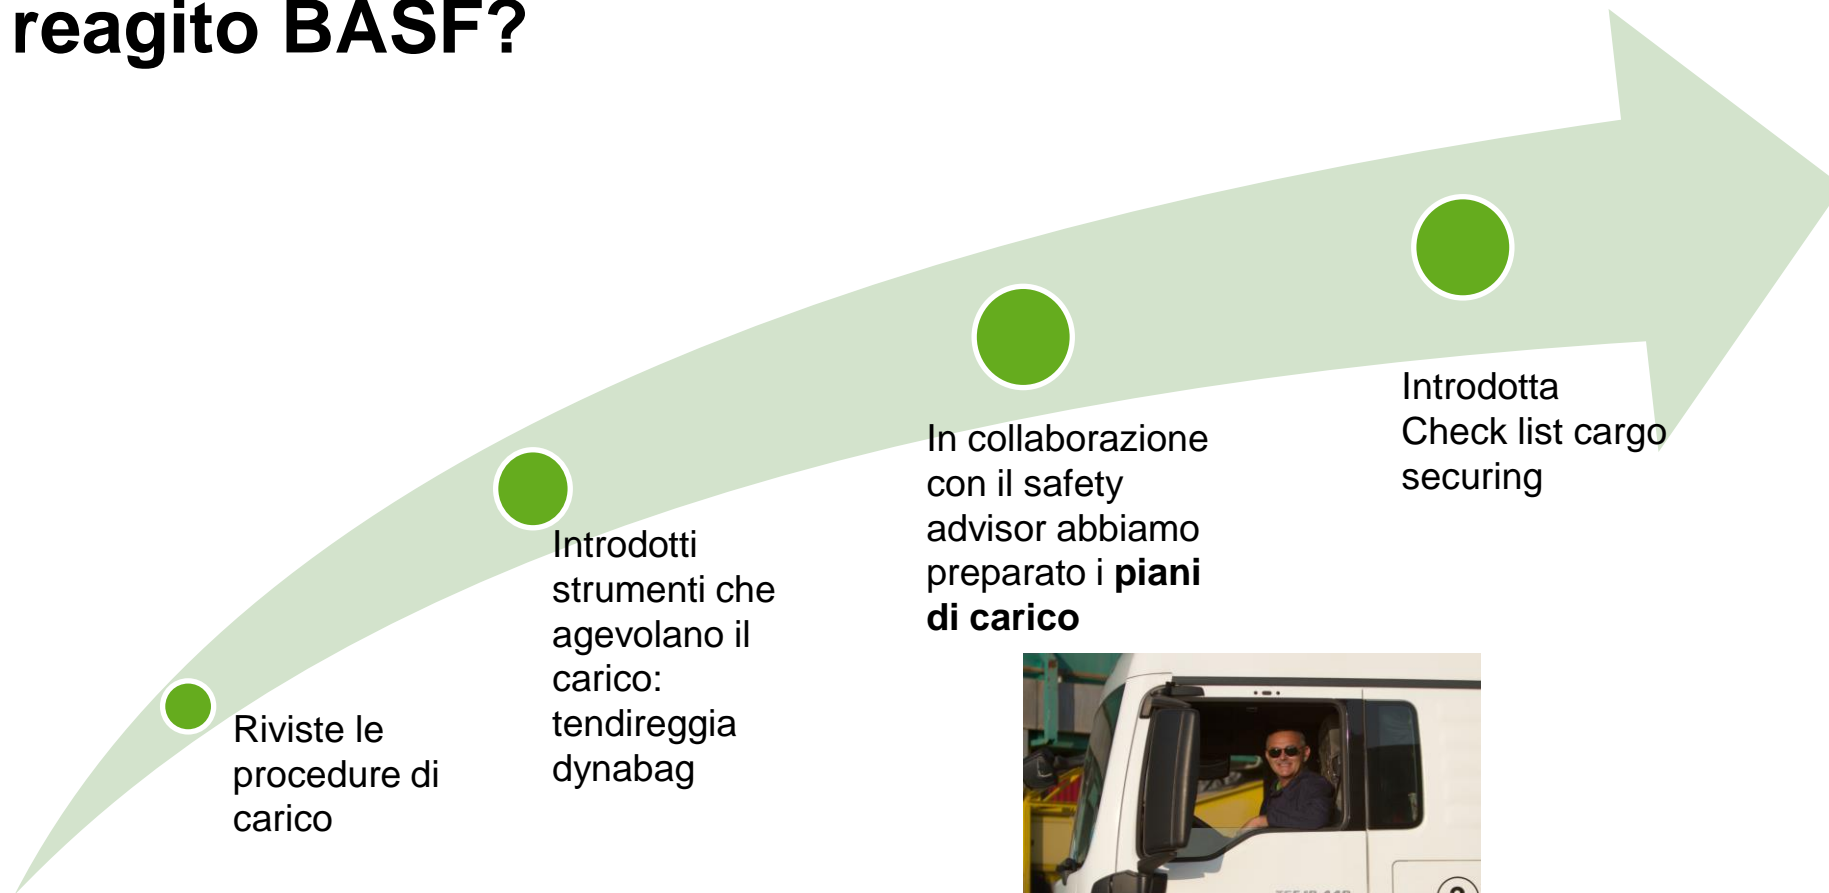 reagito BASF?
Riviste le
procedure di
carico
Introdotti
strumenti che
agevolano il
carico:
tendireggia
dynabag
In collaborazione
con il safety
advisor abbiamo
preparato i piani
di carico
Introdotta
Check list cargo
securing